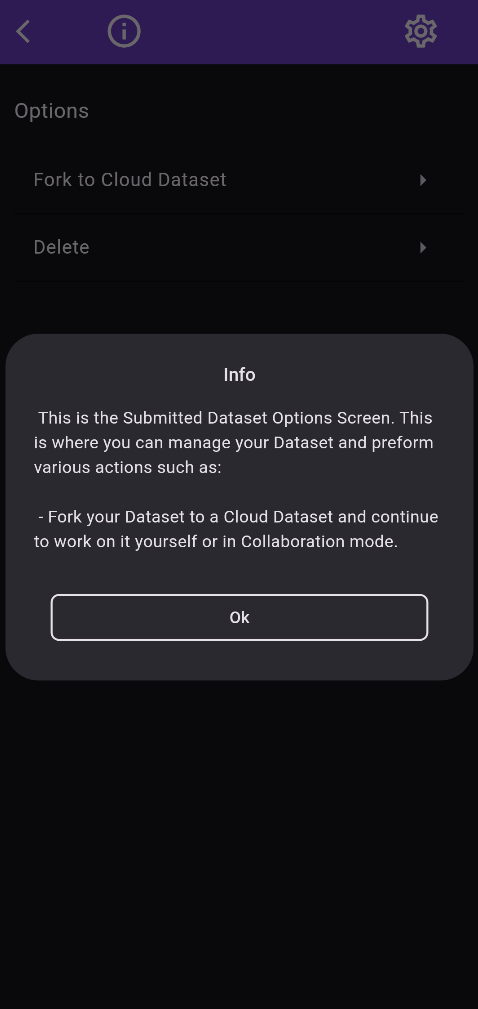 Options
Fork to Cloud Dataset
Delete
Info
This is the Submitted Dataset Options Screen. This
is where you can manage your Dataset and preform
various actions such as:
- Fork your Dataset to a Cloud Dataset and continue
to work on it yourself or in Collaboration mode.
Ok